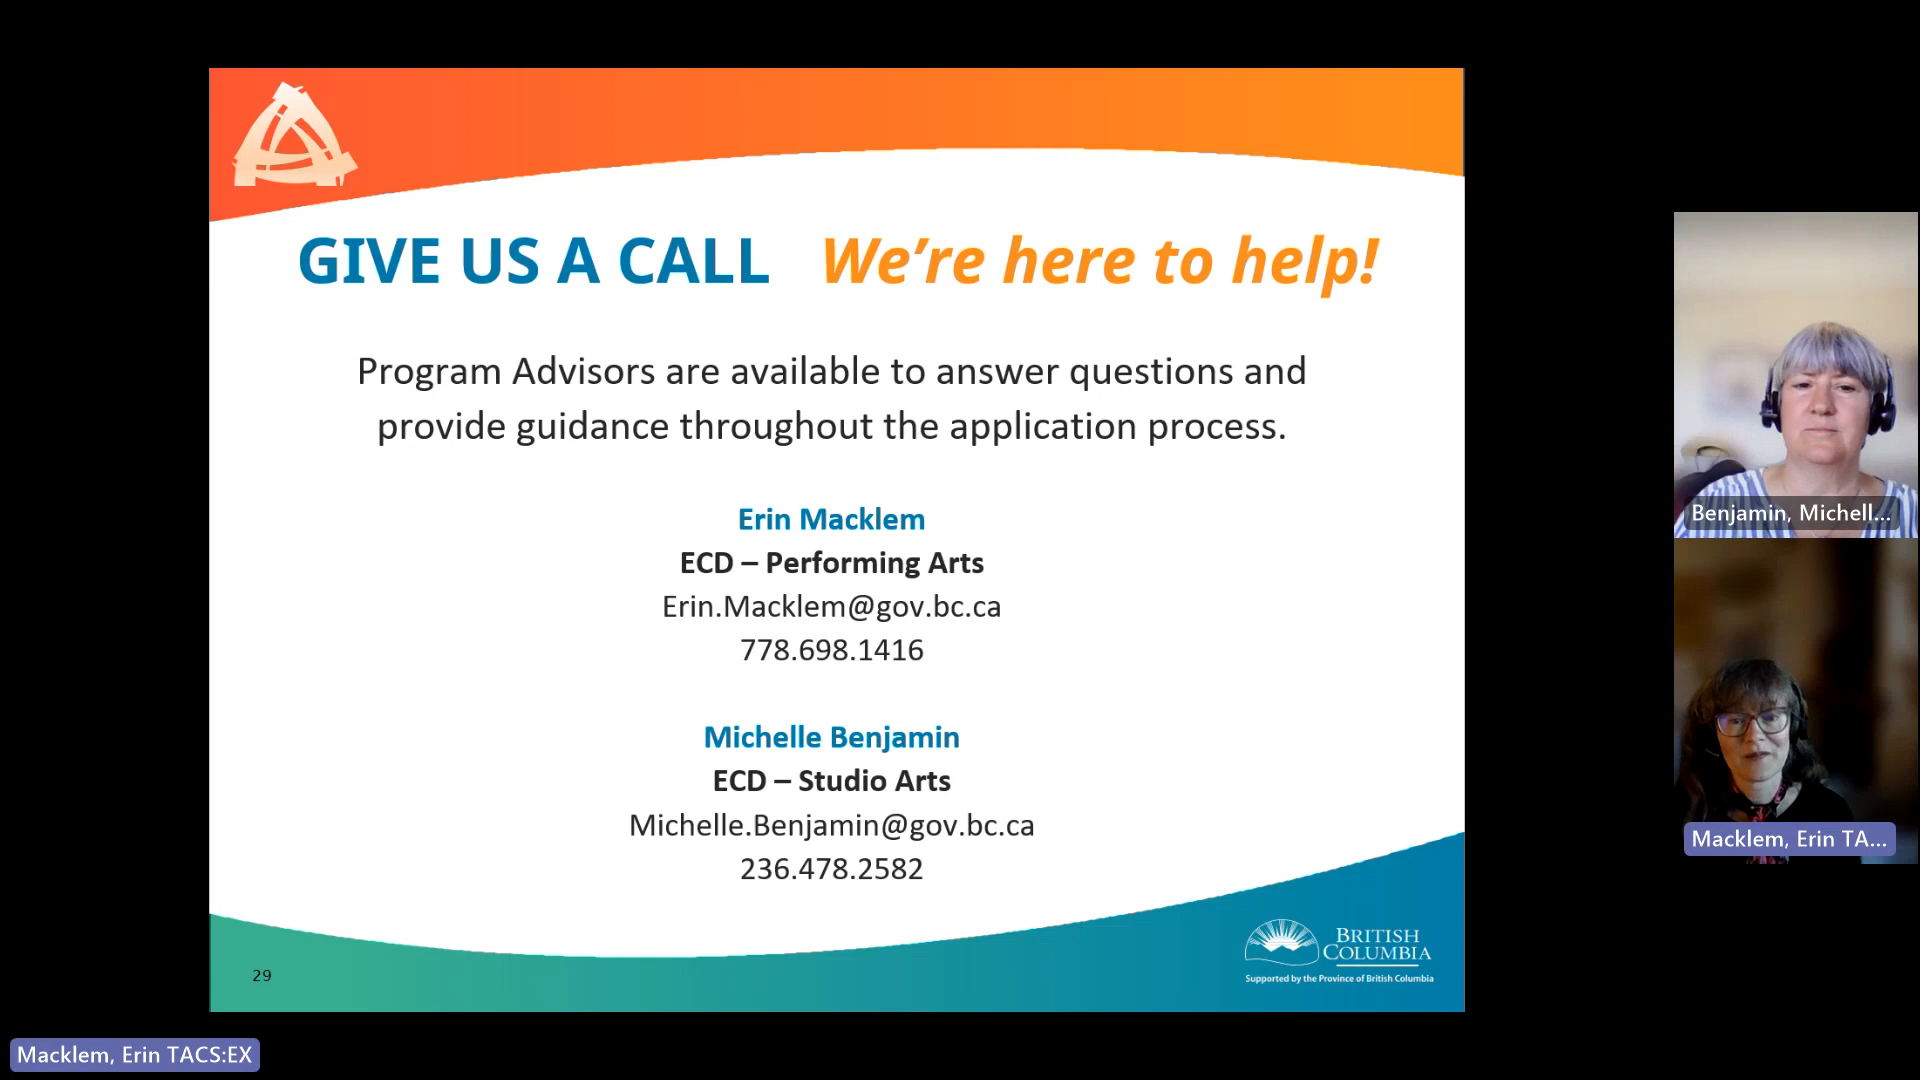 GIVE US A CALL We're here to help!
Program Advisors are available to answer questions and
provide guidance throughout the application process.
Erin Macklem
ECD – Performing Arts
Erin.Macklem@gov.bc.ca
778.698.1416
Michelle Benjamin
ECD – Studio Arts
Michelle.Benjamin@gov.bc.ca
236.478.2582
29
BRITISH
COLUMBIA
Supported by the Province of British Columbia
Benjamin, Michell...
Macklem, Erin TA...
Macklem, Erin TACS:EX